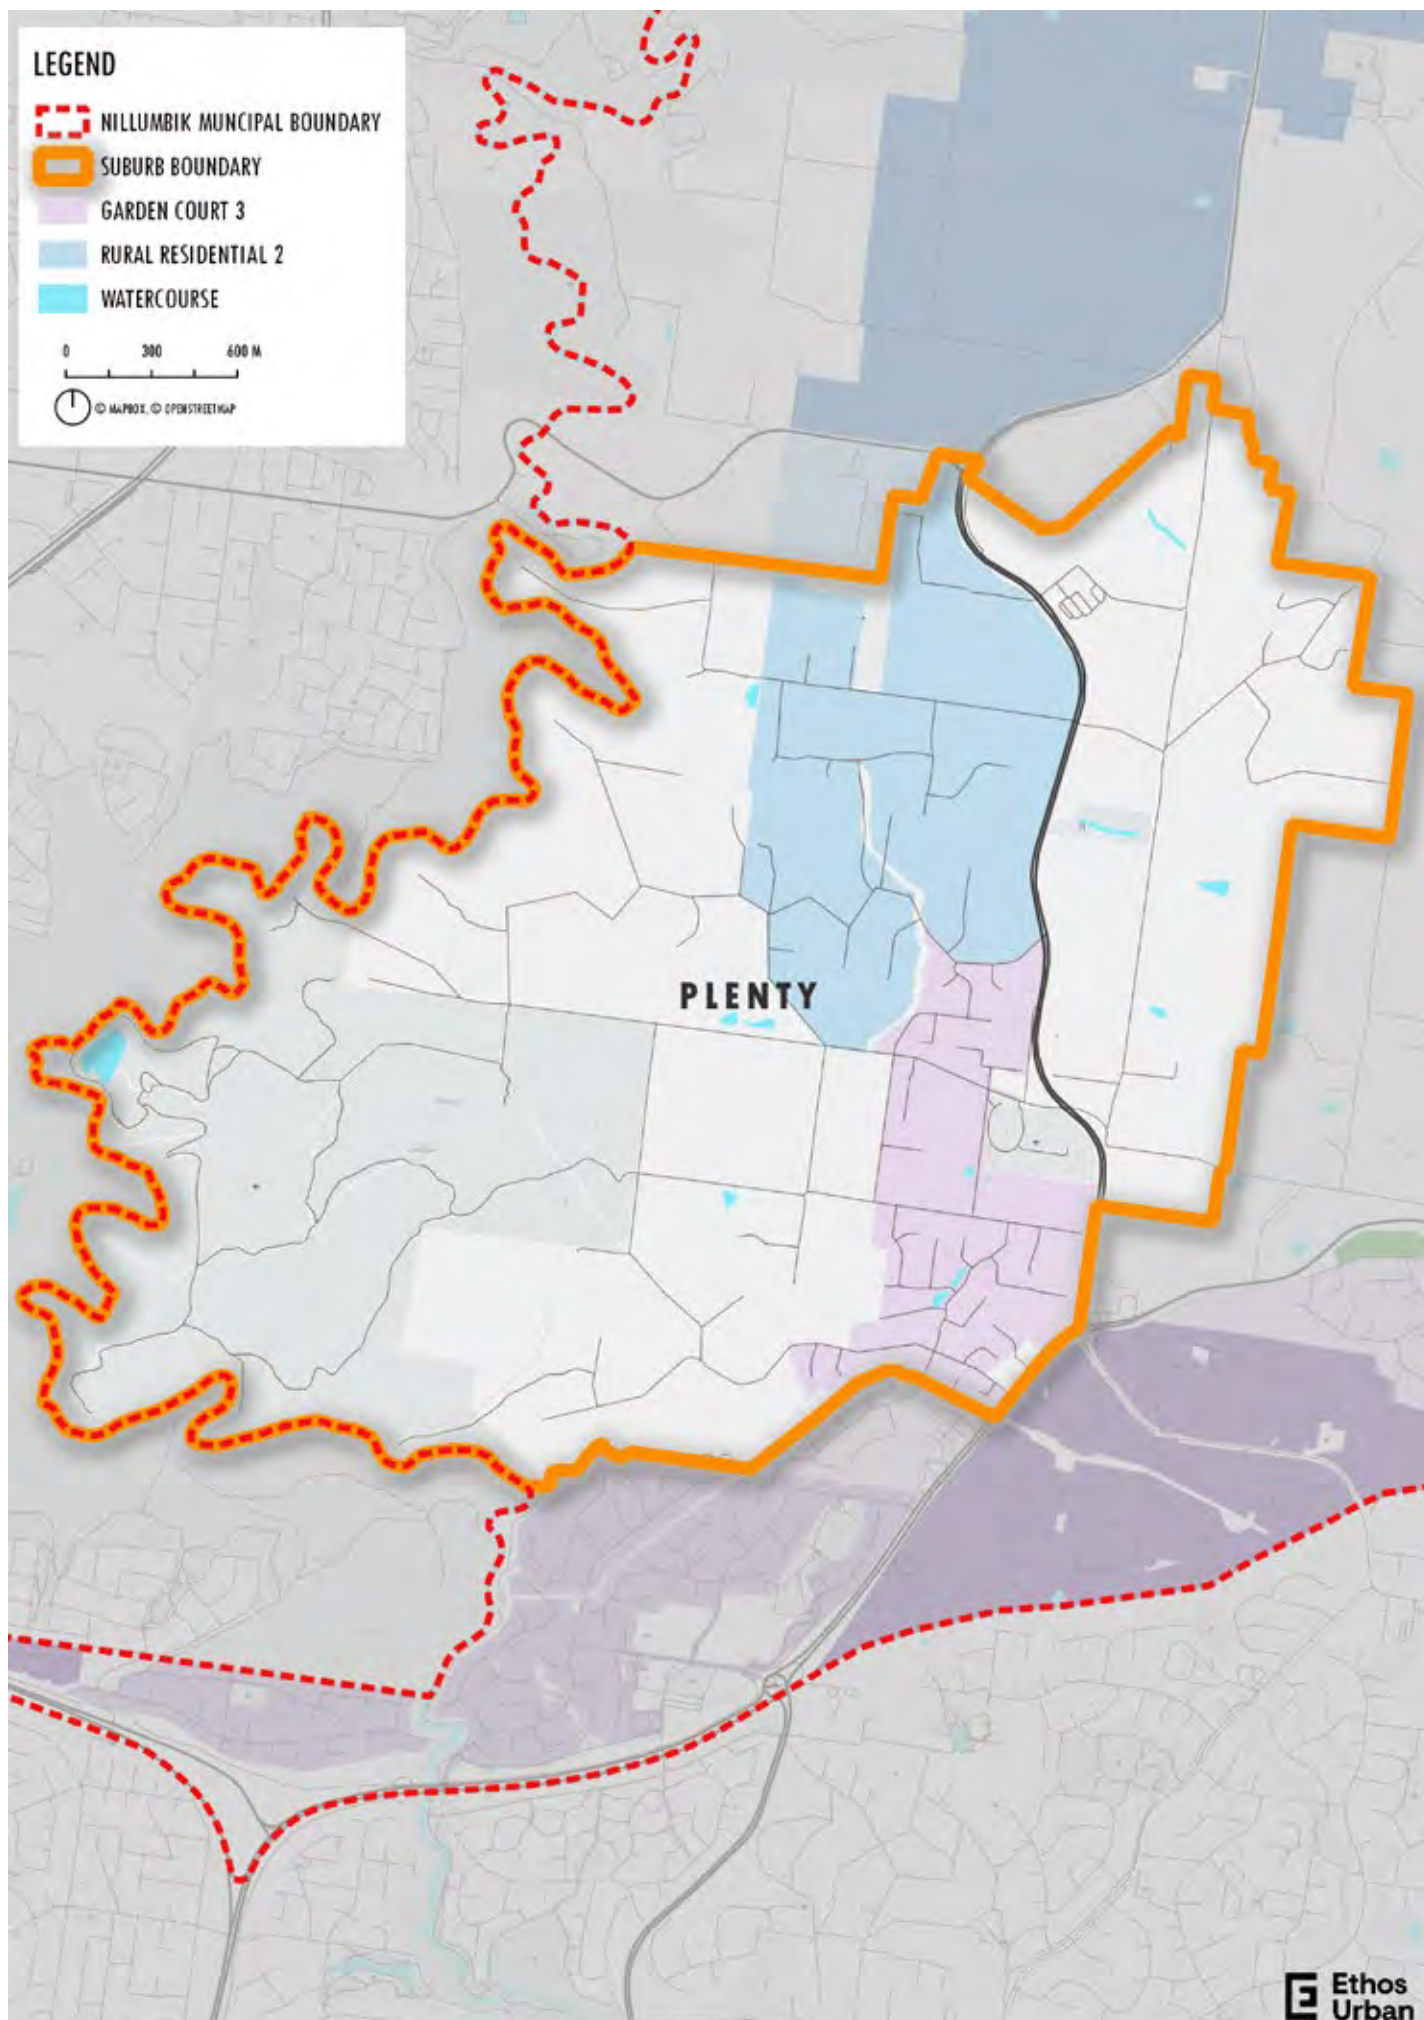 LEGEND
NILLUMBIK MUNCIPAL BOUNDARY
SUBURB BOUNDARY
GARDEN COURT 3
RURAL RESIDENTIAL 2
WATERCOURSE
0 300 600 M
© MAPBOX, © OPENSTREETMAP
PLENTY
Ethos
Urban